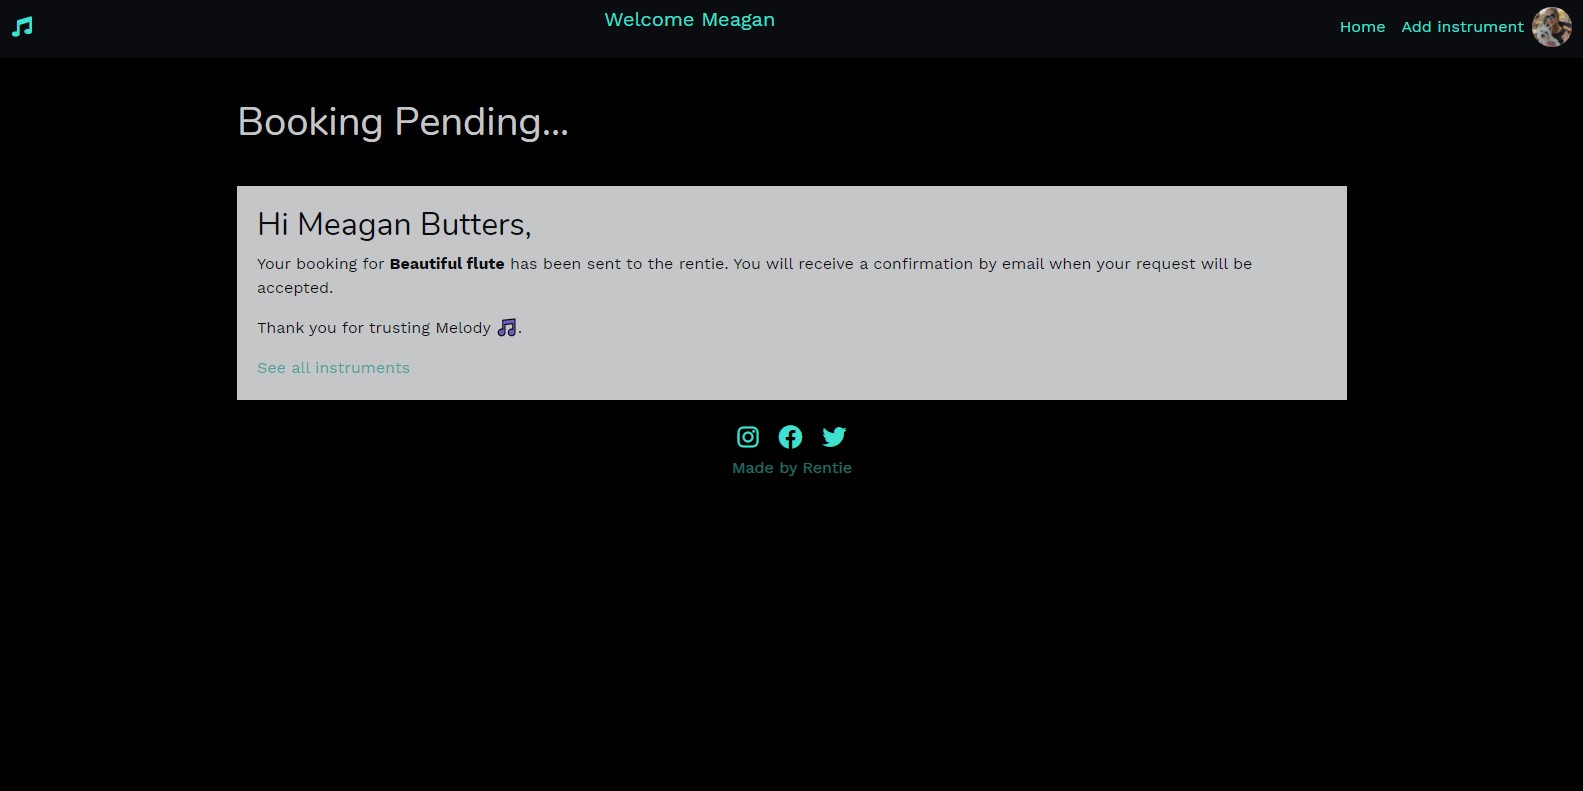 Welcome Meagan
Home
Add instrument
Booking Pending...
Hi Meagan Butters,
Your booking for Beautiful flute has been sent to the rentie. You will receive a confirmation by email when your request will be
accepted.
Thank you for trusting Melody 🎵.
See all instruments
Made by Rentie